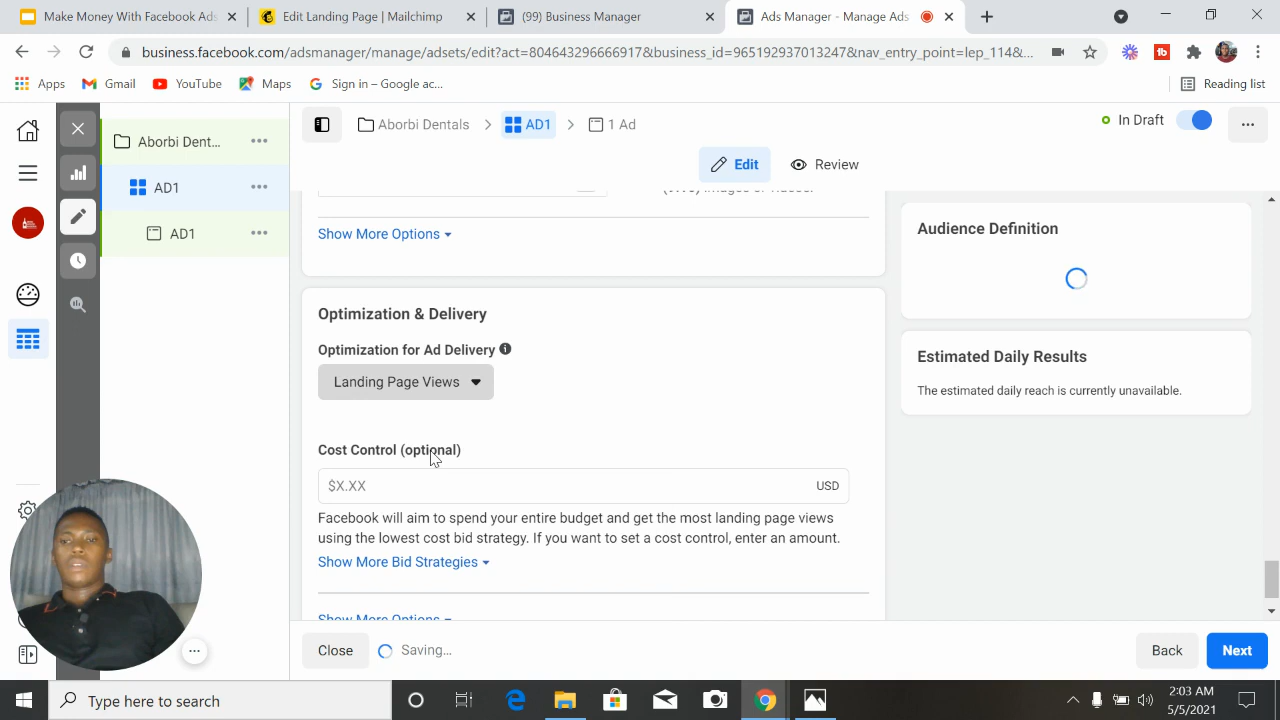 Make Money With Facebook Ads
Edit Landing Page | Mailchimp
(99) Business Manager
Ads Manager - Manage Ads
business.facebook.com/adsmanager/manage/adsets/edit?act=804643296666917&business_id=965192937013247&nav_entry_point=lep_114&...
Apps
Gmail
YouTube
Maps
Sign in – Google ac...
Reading list
Aborbi Dentals
AD1
1 Ad
In Draft
Aborbi Dent...
AD1
AD1
Edit
Review
Show More Options
Audience Definition
Optimization & Delivery
Optimization for Ad Delivery
Landing Page Views
Estimated Daily Results
The estimated daily reach is currently unavailable.
Cost Control (optional)
$X.XX
USD
Facebook will aim to spend your entire budget and get the most landing page views
using the lowest cost bid strategy. If you want to set a cost control, enter an amount.
Show More Bid Strategies
Show More Options
Close
Saving...
Back
Next
Type here to search
2:03 AM
5/5/2021